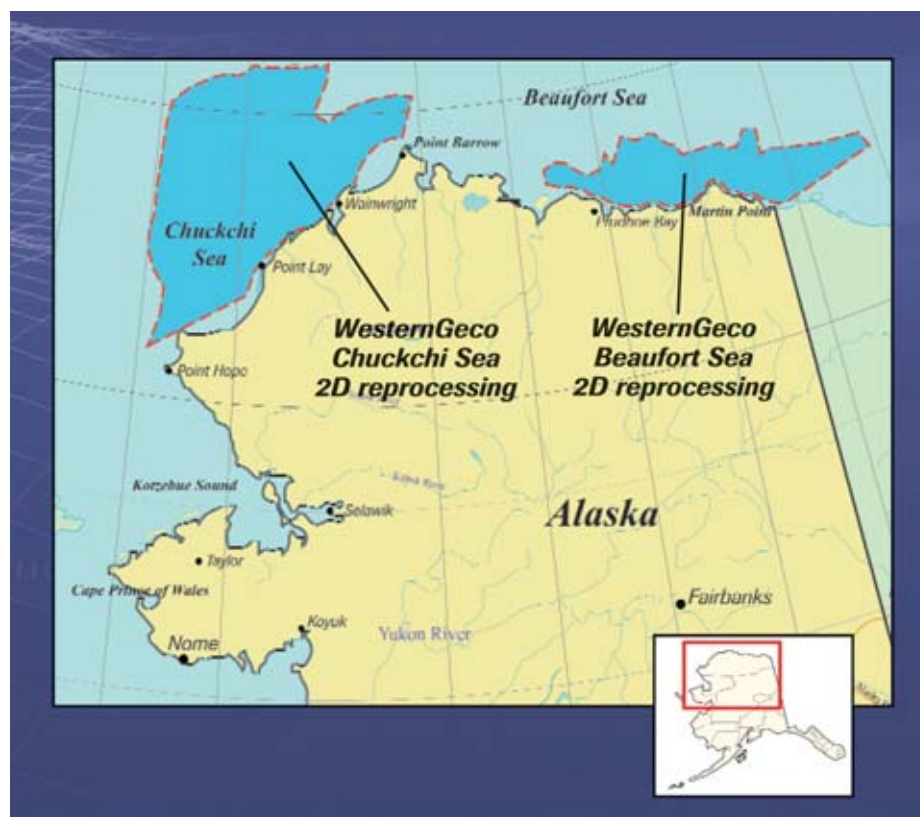 Beaufort Sea
Point Barrow
Wainwright
Prudhoe Bay
Martin Point
Chuckchi
Sea
Point Lay
WesternGeco
Chuckchi Sea
2D reprocessing
WesternGeco
Beaufort Sea
2D reprocessing
Point Hope
Kotzebue Sound
Selawik
Alaska
Taylor
Cape Prince of Wales
Fairbanks
Koyuk
Yukon River
Nome